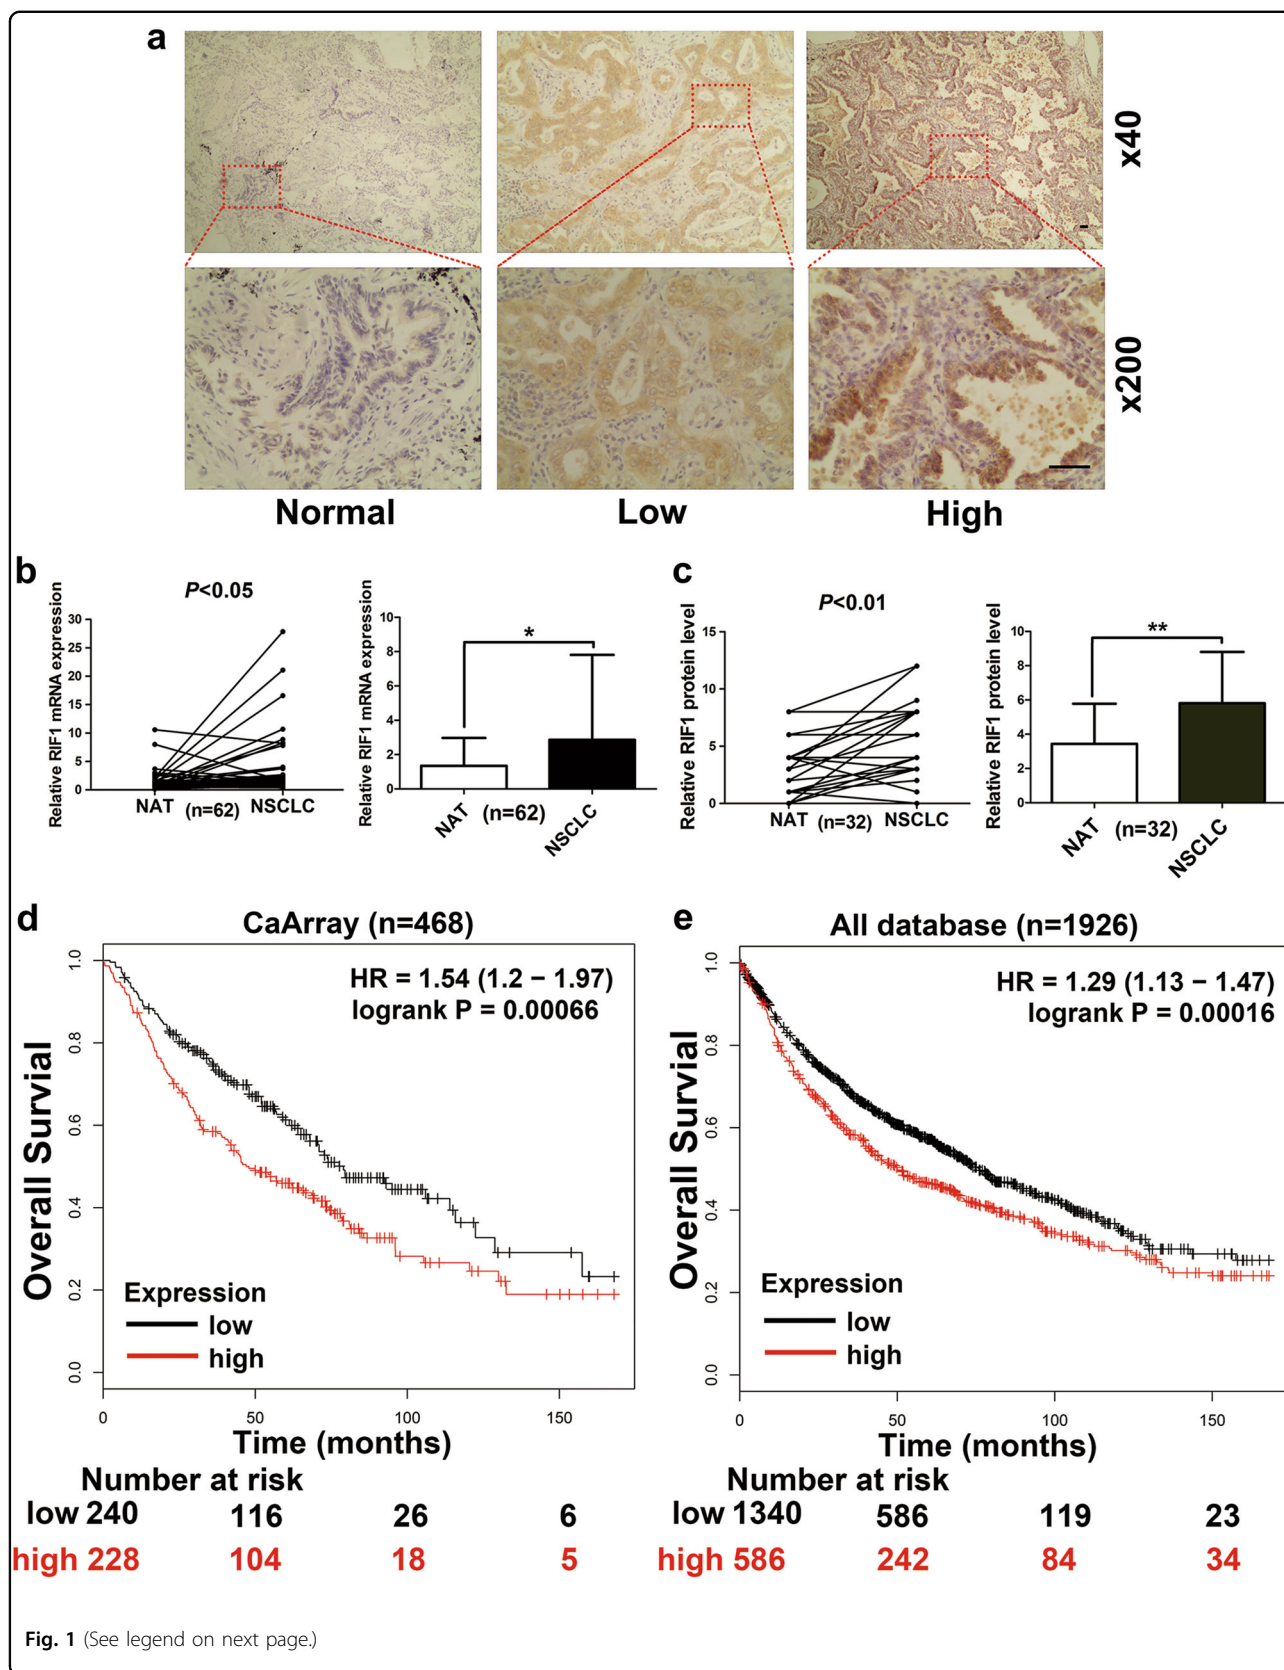 a
x40
x200
Normal Low High
b
P<0.05
Relative RIF1 mRNA expression
30
25
20
15
10
5
0
NAT (n=62) NSCLC
Relative RIF1 mRNA expression
10
8
6
4
2
0
*
NAT (n=62) NSCLC
c
P<0.01
Relative RIF1 protein level
15
10
5
0
NAT (n=32) NSCLC
Relative RIF1 protein level
10
8
6
4
2
0
**
NAT (n=32) NSCLC
d
CaArray (n=468)
HR = 1.54 (1.2 − 1.97)
logrank P = 0.00066
Overall Survial
1.0
0.8
0.6
0.4
0.2
0.0
Expression
low
high
0 50 100 150
Time (months)
Number at risk
low 240 116 26 6
high 228 104 18 5
e
All database (n=1926)
HR = 1.29 (1.13 − 1.47)
logrank P = 0.00016
Overall Survial
1.0
0.8
0.6
0.4
0.2
0.0
Expression
low
high
0 50 100 150
Time (months)
Number at risk
low 1340 586 119 23
high 586 242 84 34
Fig. 1 (See legend on next page.)